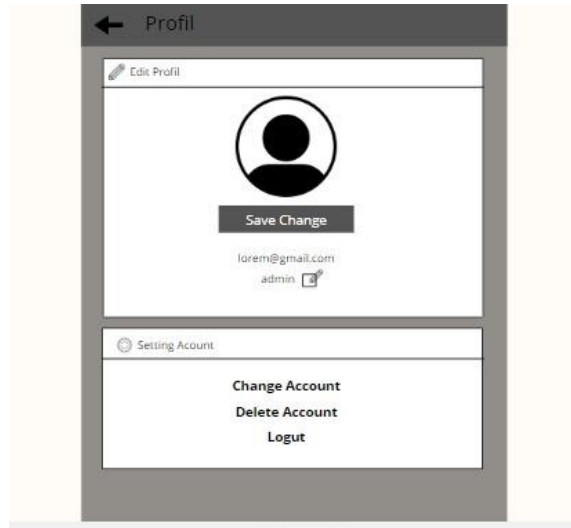 Profil
Edit Profil
Save Change
lorem@gmail.com
admin
Setting Acount
Change Account
Delete Account
Logut